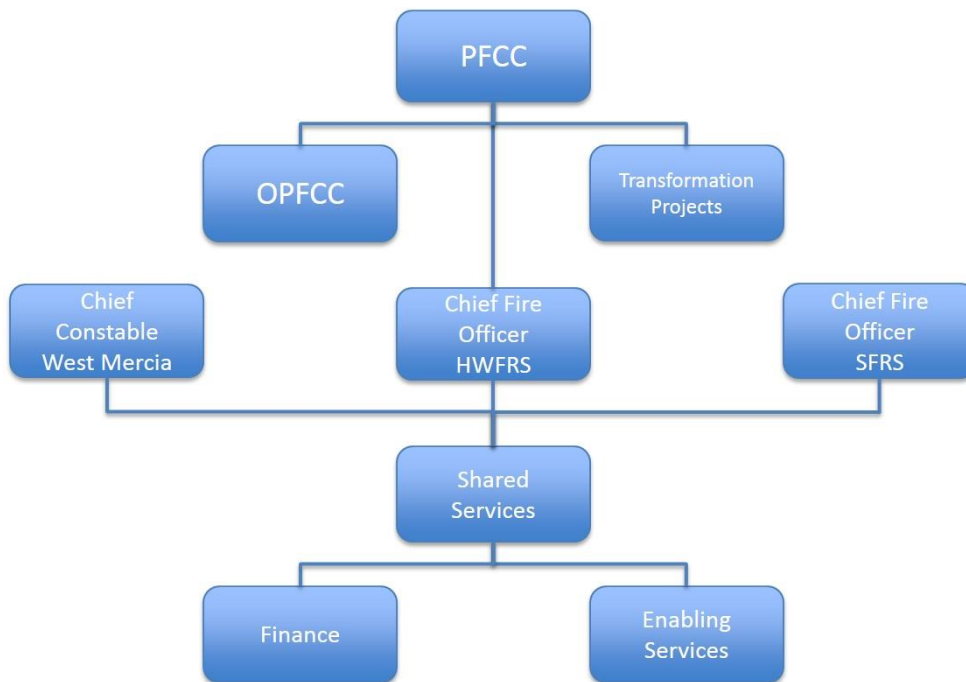 PFCC
OPFCC
Transformation
Projects
Chief
Constable
West Mercia
Chief Fire
Officer
HWFRS
Chief Fire
Officer
SFRS
Shared
Services
Finance
Enabling
Services